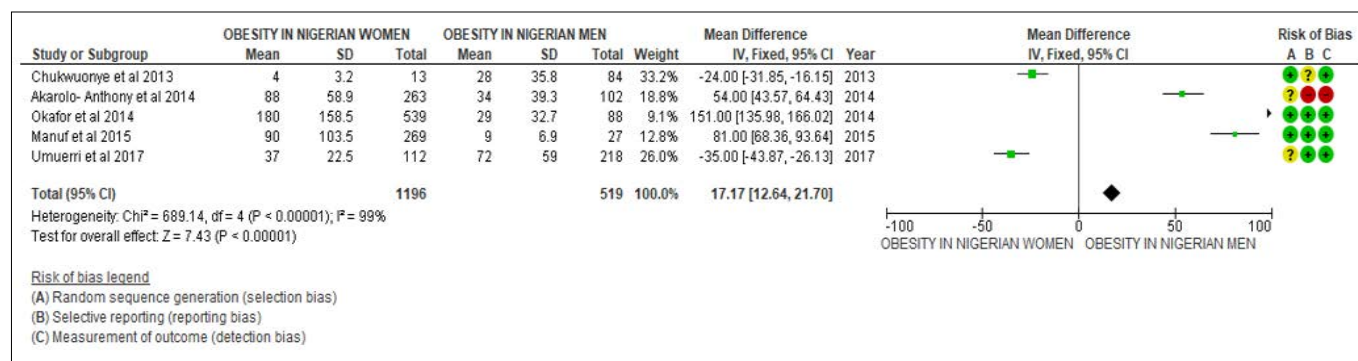 OBESITY IN NIGERIAN WOMEN OBESITY IN NIGERIAN MEN Mean Difference Mean Difference Risk of Bias
Study or Subgroup Mean SD Total Mean SD Total Weight IV, Fixed, 95% CI Year IV, Fixed, 95% CI A B C
Chukwuonye et al 2013 4 3.2 13 28 35.8 84 33.2% -24.00 [-31.85, -16.15] 2013 + ? +
Akarolo- Anthony et al 2014 88 58.9 263 34 39.3 102 18.8% 54.00 [43.57, 64.43] 2014 ? - -
Okafor et al 2014 180 158.5 539 29 32.7 88 9.1% 151.00 [135.98, 166.02] 2014 + + +
Manuf et al 2015 90 103.5 269 9 6.9 27 12.8% 81.00 [68.36, 93.64] 2015 + + +
Umuerri et al 2017 37 22.5 112 72 59 218 26.0% -35.00 [-43.87, -26.13] 2017 ? + +
Total (95% CI) 1196 519 100.0% 17.17 [12.64, 21.70]
Heterogeneity: Chi² = 689.14, df = 4 (P < 0.00001); I² = 99%
Test for overall effect: Z = 7.43 (P < 0.00001)
-100 -50 0 50 100
OBESITY IN NIGERIAN WOMEN OBESITY IN NIGERIAN MEN
Risk of bias legend
(A) Random sequence generation (selection bias)
(B) Selective reporting (reporting bias)
(C) Measurement of outcome (detection bias)